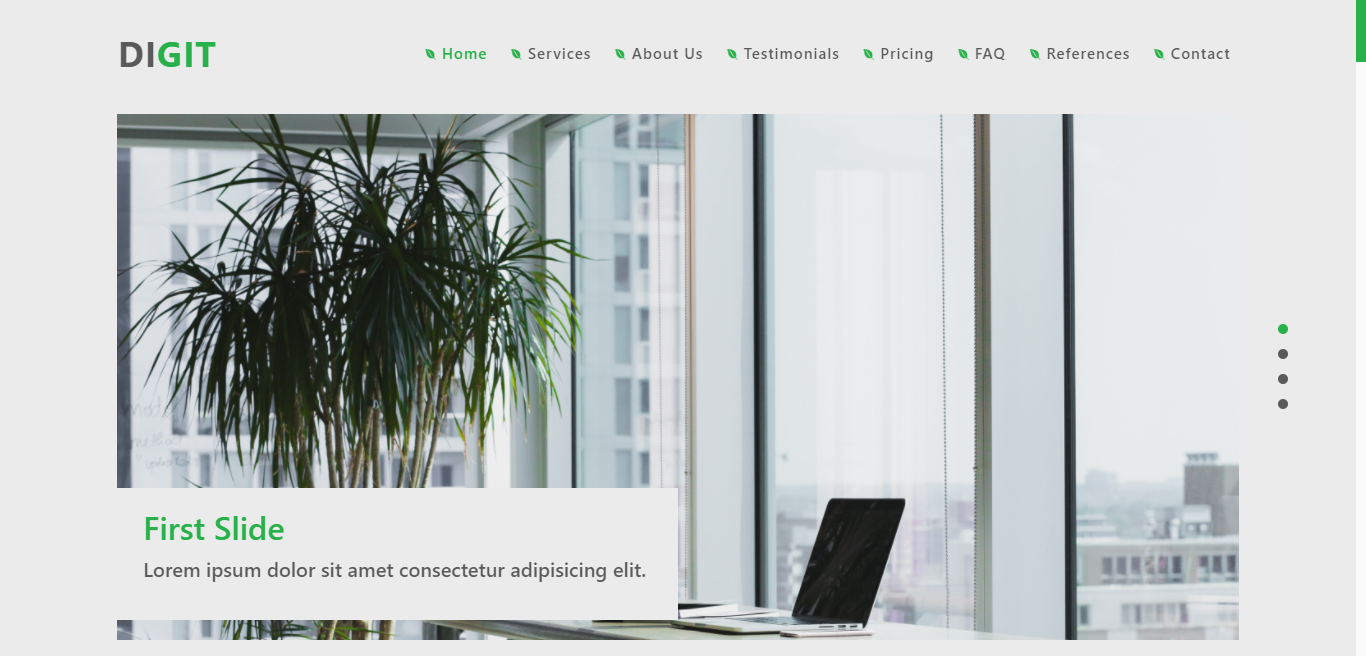 DIGIT
Home Services About Us Testimonials Pricing FAQ References Contact
First Slide
Lorem ipsum dolor sit amet consectetur adipisicing elit.